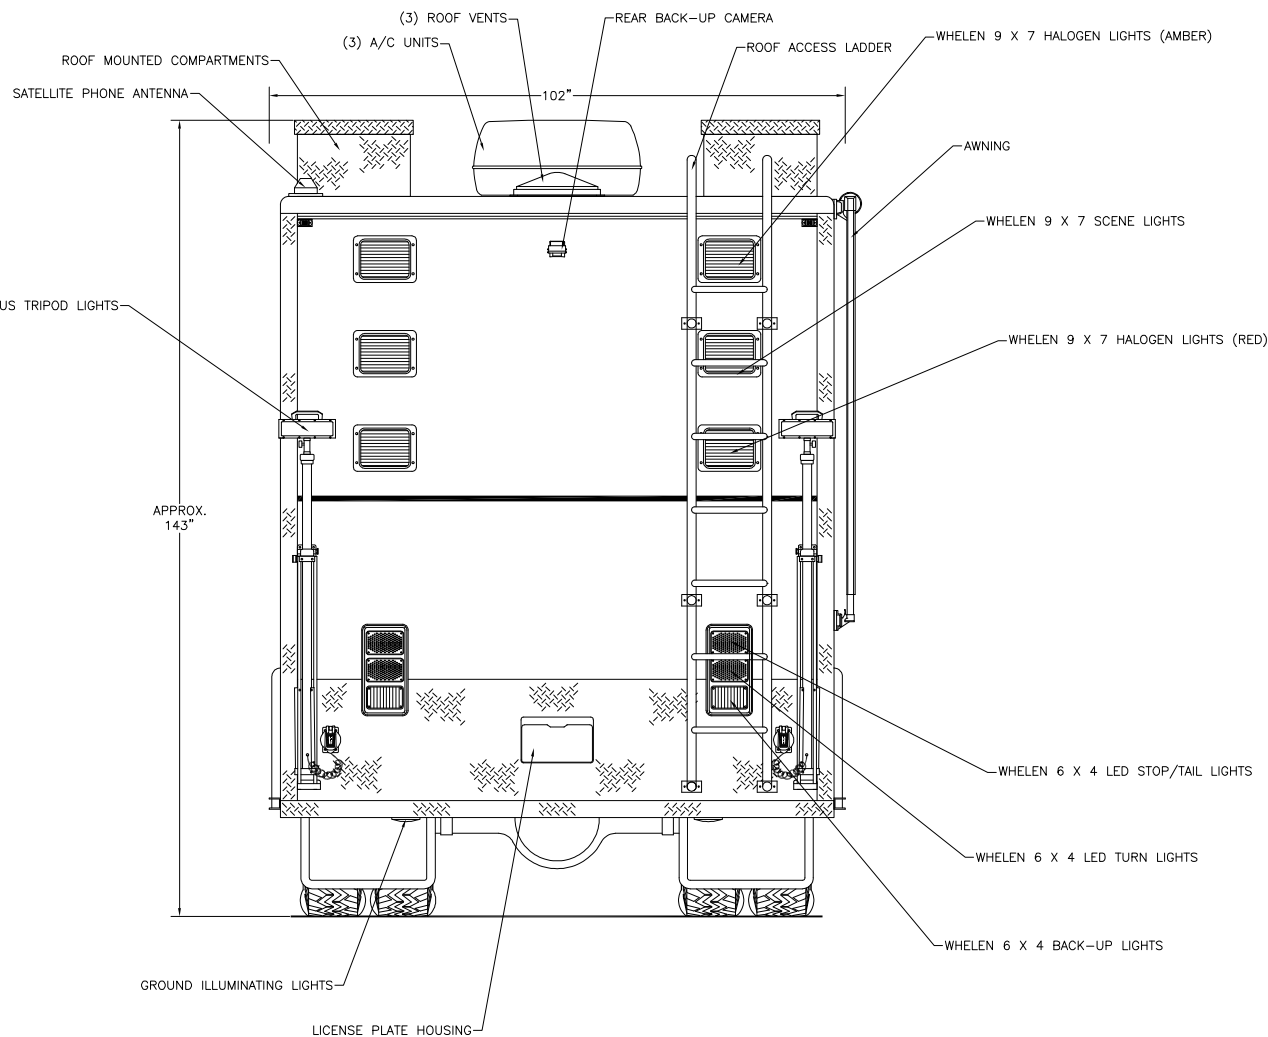 (3) ROOF VENTS
REAR BACK-UP CAMERA
WHELEN 9 X 7 HALOGEN LIGHTS (AMBER)
(3) A/C UNITS
ROOF ACCESS LADDER
ROOF MOUNTED COMPARTMENTS
SATELLITE PHONE ANTENNA
102"
AWNING
WHELEN 9 X 7 SCENE LIGHTS
US TRIPOD LIGHTS
WHELEN 9 X 7 HALOGEN LIGHTS (RED)
APPROX.
143"
WHELEN 6 X 4 LED STOP/TAIL LIGHTS
WHELEN 6 X 4 LED TURN LIGHTS
WHELEN 6 X 4 BACK-UP LIGHTS
GROUND ILLUMINATING LIGHTS
LICENSE PLATE HOUSING